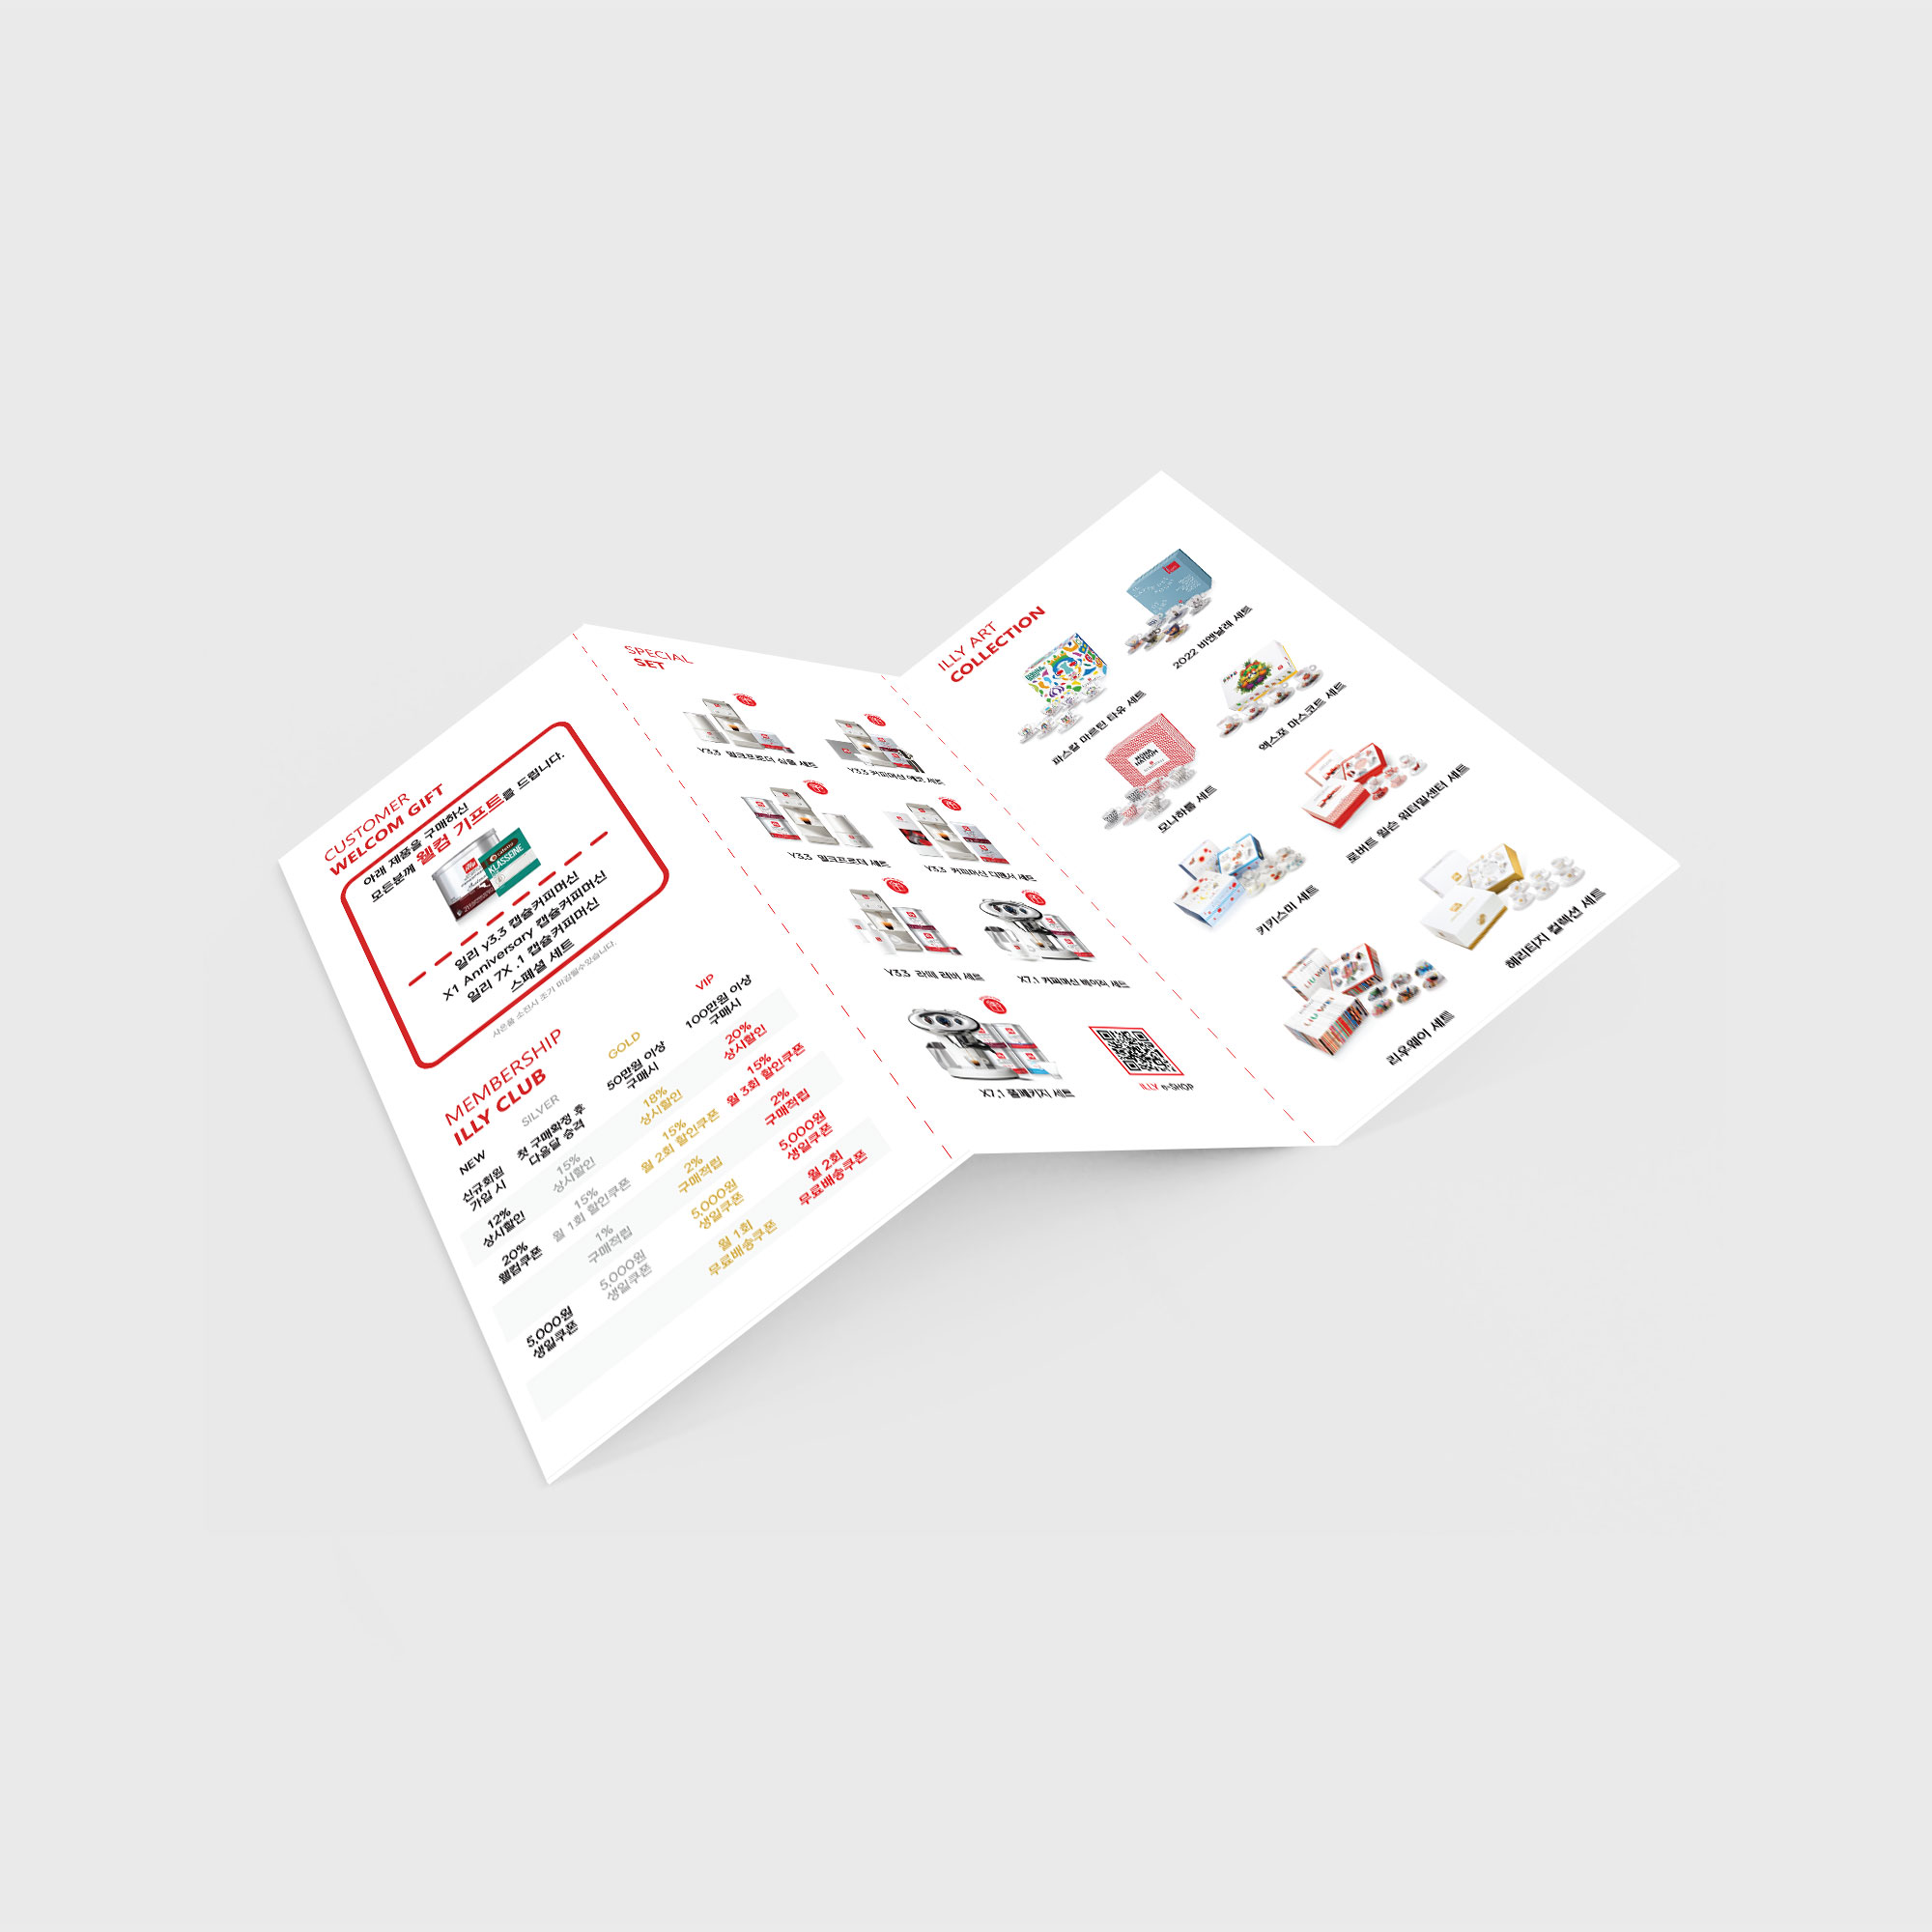 CUSTOMER
WELCOM GIFT
아래 제품을 구매하신
모든분께 웰컴 기프트를 드립니다.
illy
KLASSEINE
일리 y3.3 캡슐커피머신
X1 Anniversary 캡슐커피머신
일리 7X .1 캡슐커피머신
스페셜 세트
사은품 소진시 조기 마감될수있습니다.
MEMBERSHIP
ILLY CLUB
NEW
신규회원
가입 시
12%
상시할인
20%
웰컴쿠폰
5,000원
생일쿠폰
SILVER
첫 구매확정 후
다음달 승격
15%
상시할인
15%
월 1회 할인쿠폰
1%
구매적립
5,000원
생일쿠폰
GOLD
50만원 이상
구매시
18%
상시할인
15%
월 2회 할인쿠폰
2%
구매적립
5,000원
생일쿠폰
월 1회
무료배송쿠폰
VIP
100만원 이상
구매시
20%
상시할인
15%
월 3회 할인쿠폰
2%
구매적립
5,000원
생일쿠폰
월 2회
무료배송쿠폰
SPECIAL
SET
Y3.3 밀크프로더 심플 세트
Y3.3 커피머신 에코 세트
Y3.3 밀크프로더 세트
Y3.3 커피머신 디펜서 세트
Y3.3 라떼 러버 세트
X7.1 커피머신 베이직 세트
X7.1 풀패키지 세트
ILLY e-SHOP
ILLY ART
COLLECTION
2022 비엔날레 세트
파스칼 마르틴 타유 세트
엑스포 마스코트 세트
MONA
HATOUM
모나하툼 세트
로버트 윌슨 워터밀센터 세트
키키스미 세트
헤리티지 컬렉션 세트
LIU WEI
리우웨이 세트